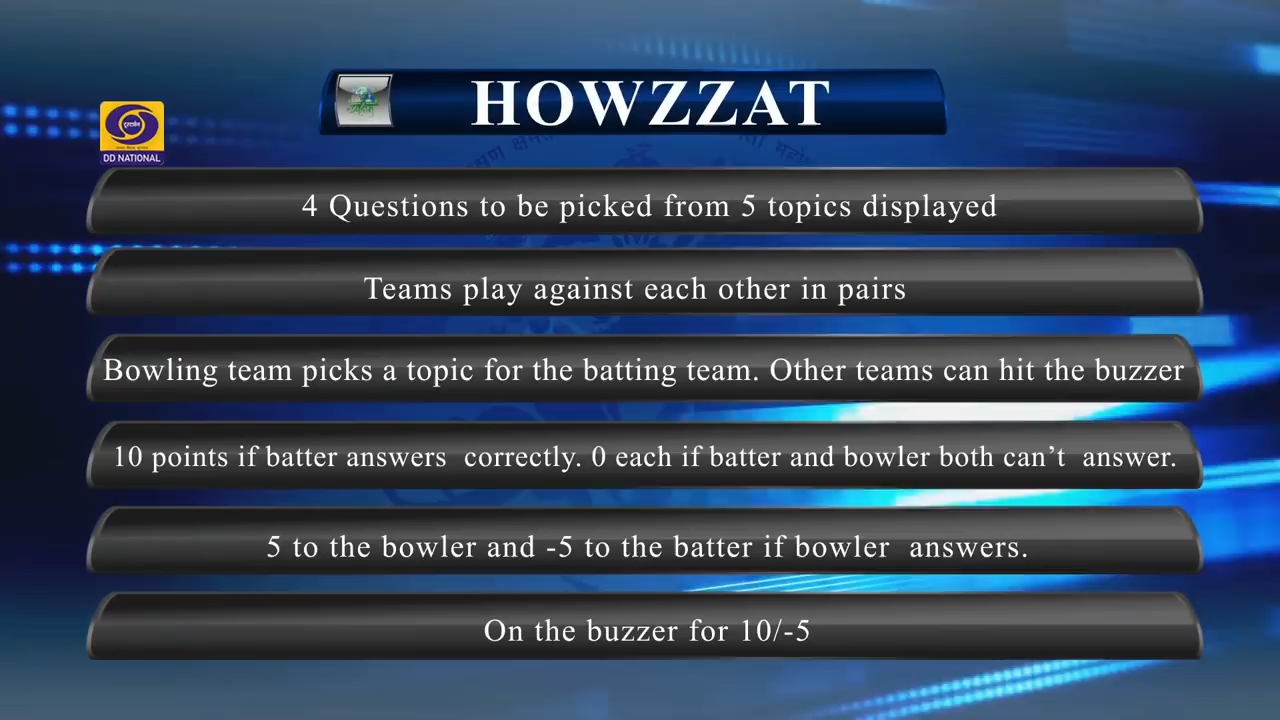 HOWZZAT
दूरदर्शन
DD NATIONAL
4 Questions to be picked from 5 topics displayed
Teams play against each other in pairs
Bowling team picks a topic for the batting team. Other teams can hit the buzzer
10 points if batter answers correctly. 0 each if batter and bowler both can't answer.
5 to the bowler and -5 to the batter if bowler answers.
On the buzzer for 10/-5